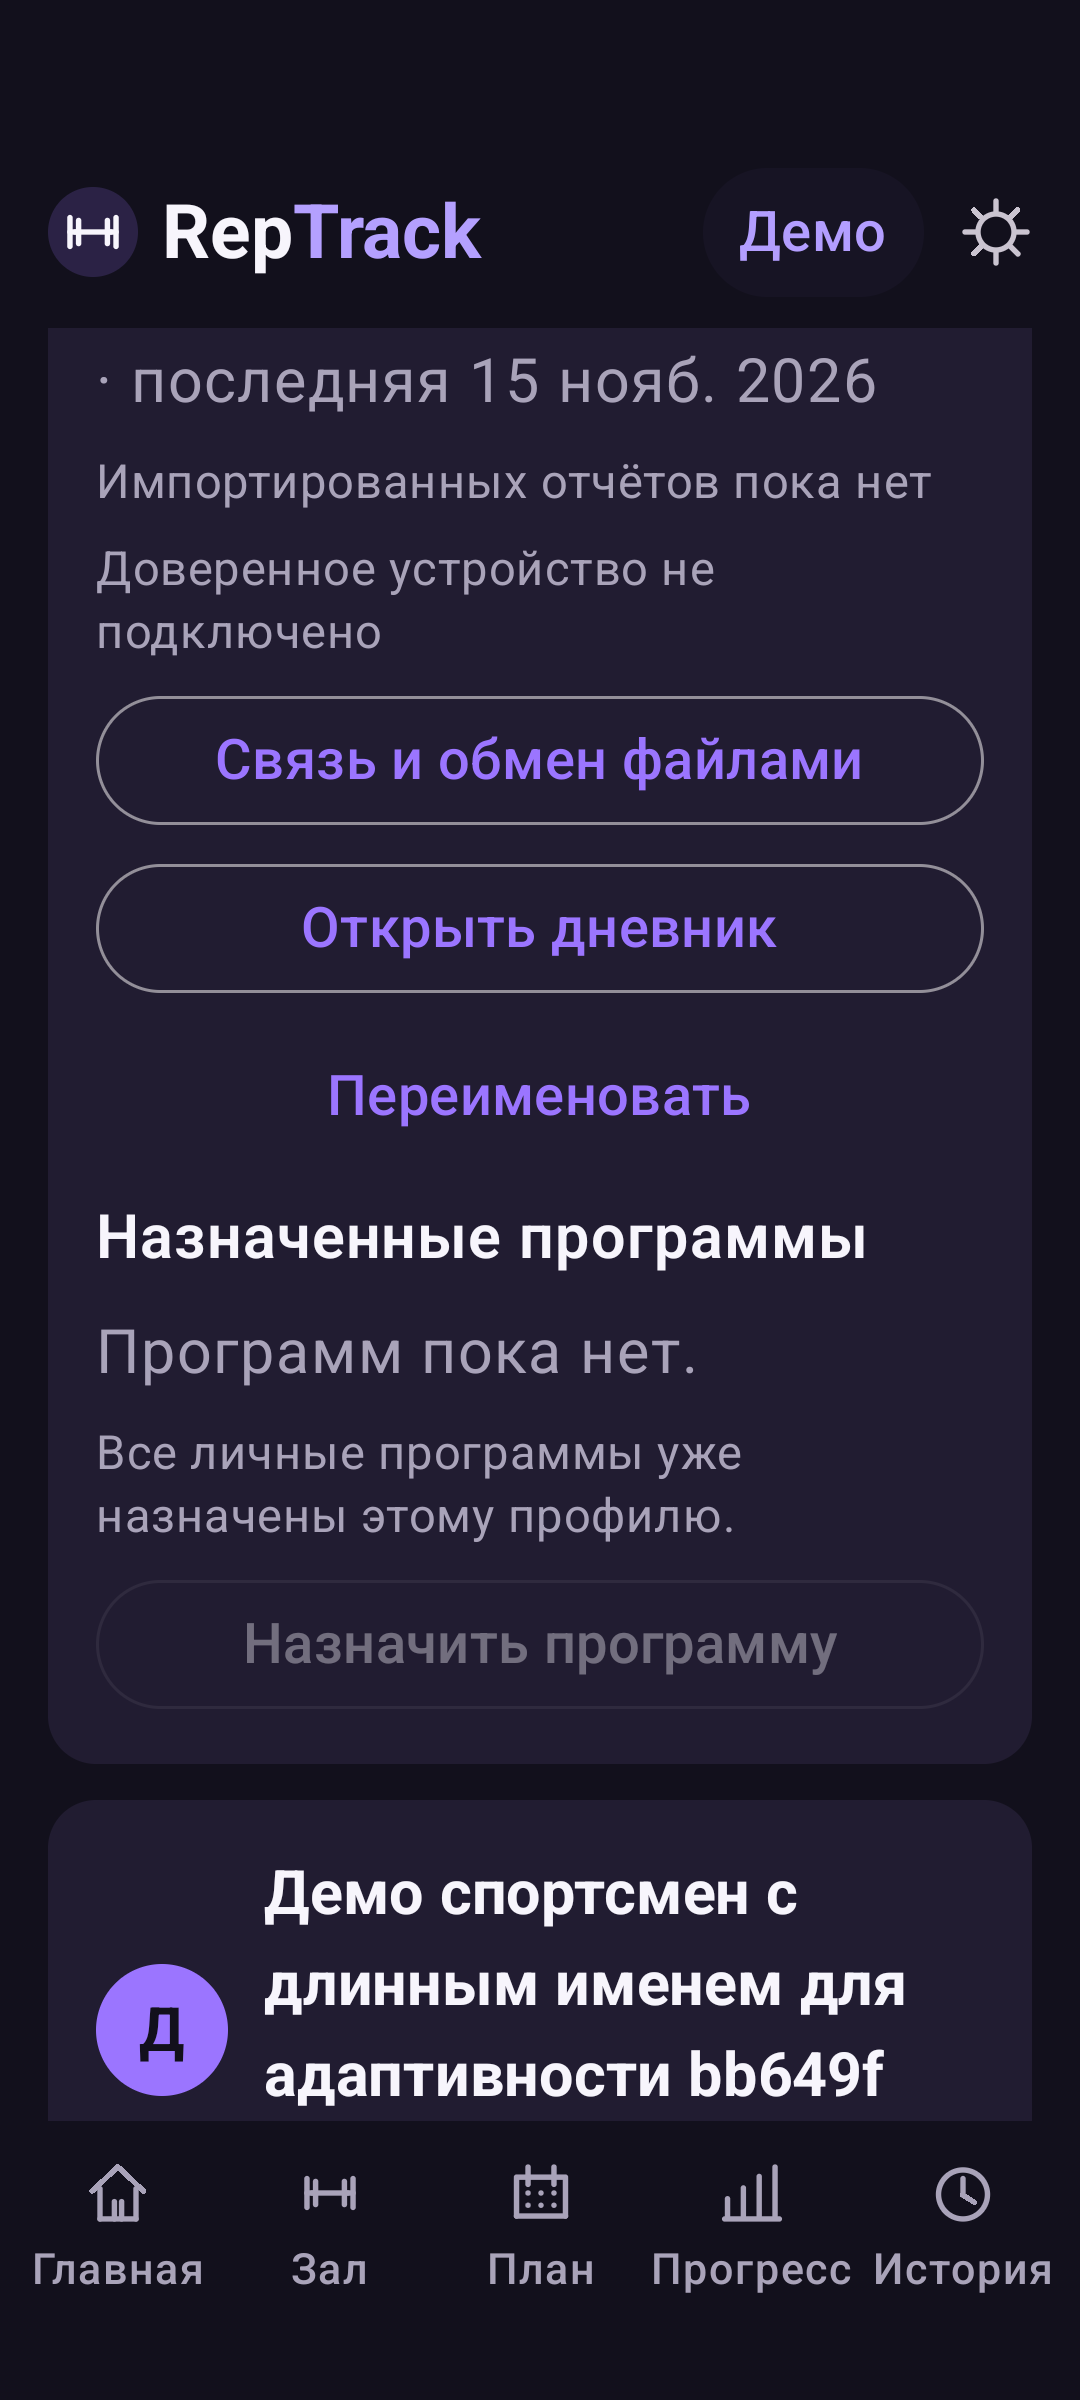 RepTrack
Демо
· последняя 15 нояб. 2026
Импортированных отчётов пока нет
Доверенное устройство не
подключено
Связь и обмен файлами
Открыть дневник
Переименовать
Назначенные программы
Программ пока нет.
Все личные программы уже
назначены этому профилю.
Назначить программу
Д
Демо спортсмен с
длинным именем для
адаптивности bb649f
Главная
Зал
План
Прогресс
История